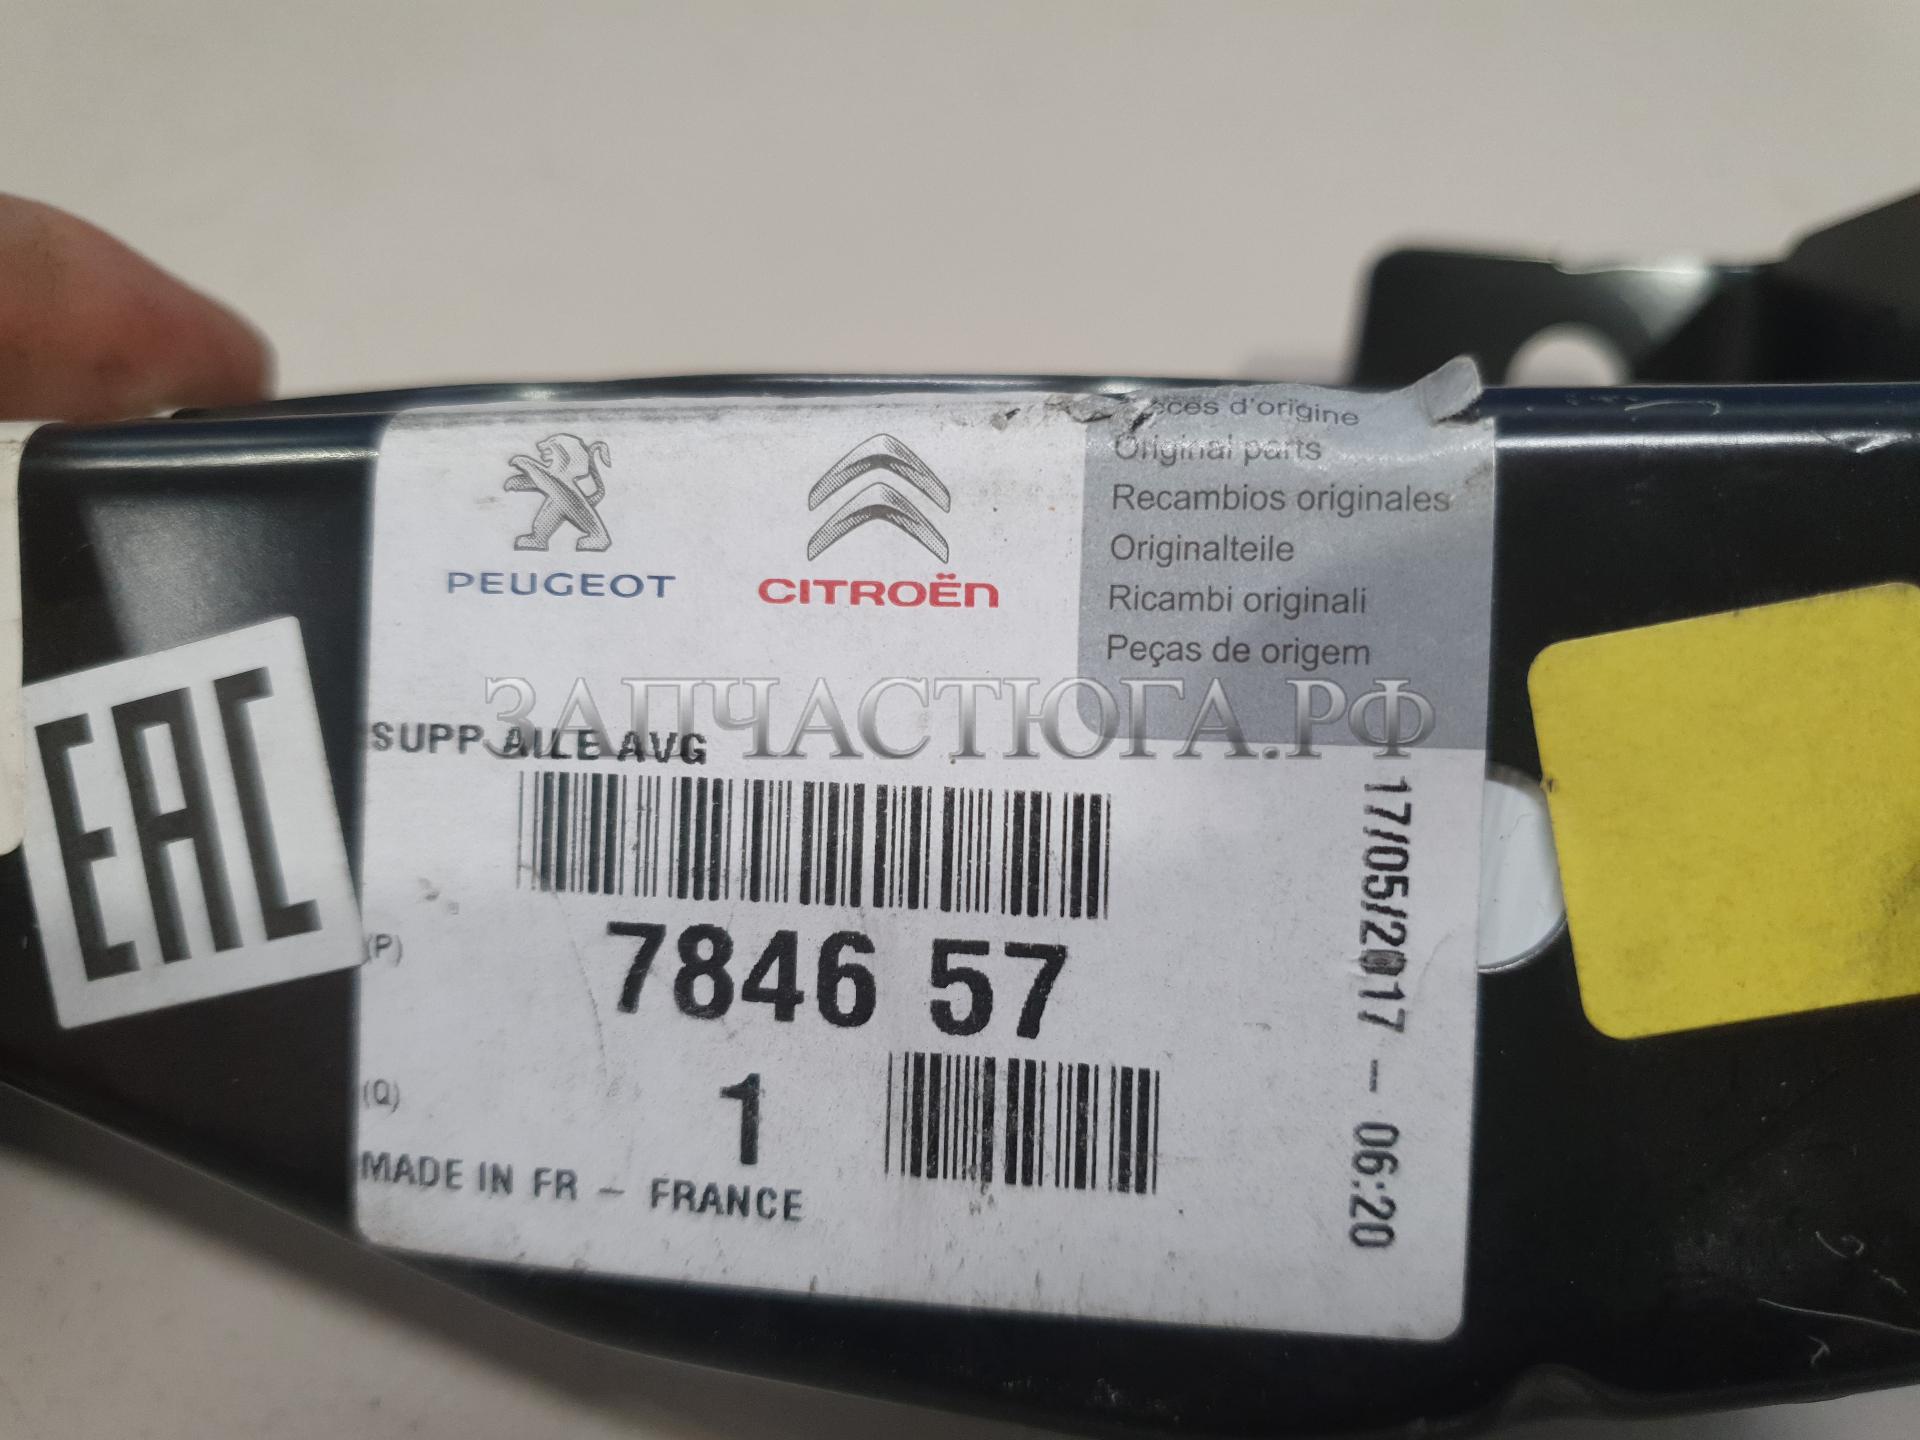 PEUGEOT
CITROËN
d'origine
Original parts
Recambios originales
Originalteile
Ricambi originali
Peças de origem
ЗАПЧАСТЮГА.РФ
SUPP AILE AVG
EAC
(P)
7846 57
(Q)
1
MADE IN FR - FRANCE
17/05/2017 - 06:20